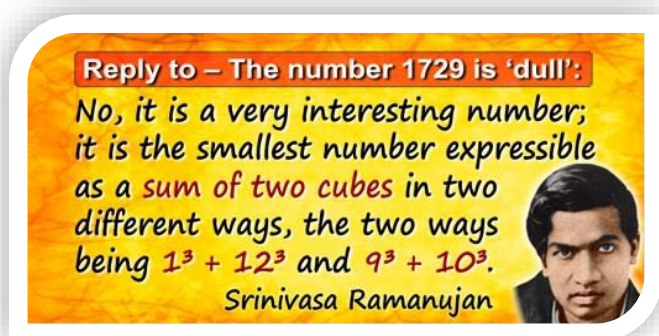 Reply to – The number 1729 is ‘dull’:
No, it is a very interesting number;
it is the smallest number expressible
as a sum of two cubes in two
different ways, the two ways
being 1³ + 12³ and 9³ + 10³.
Srinivasa Ramanujan